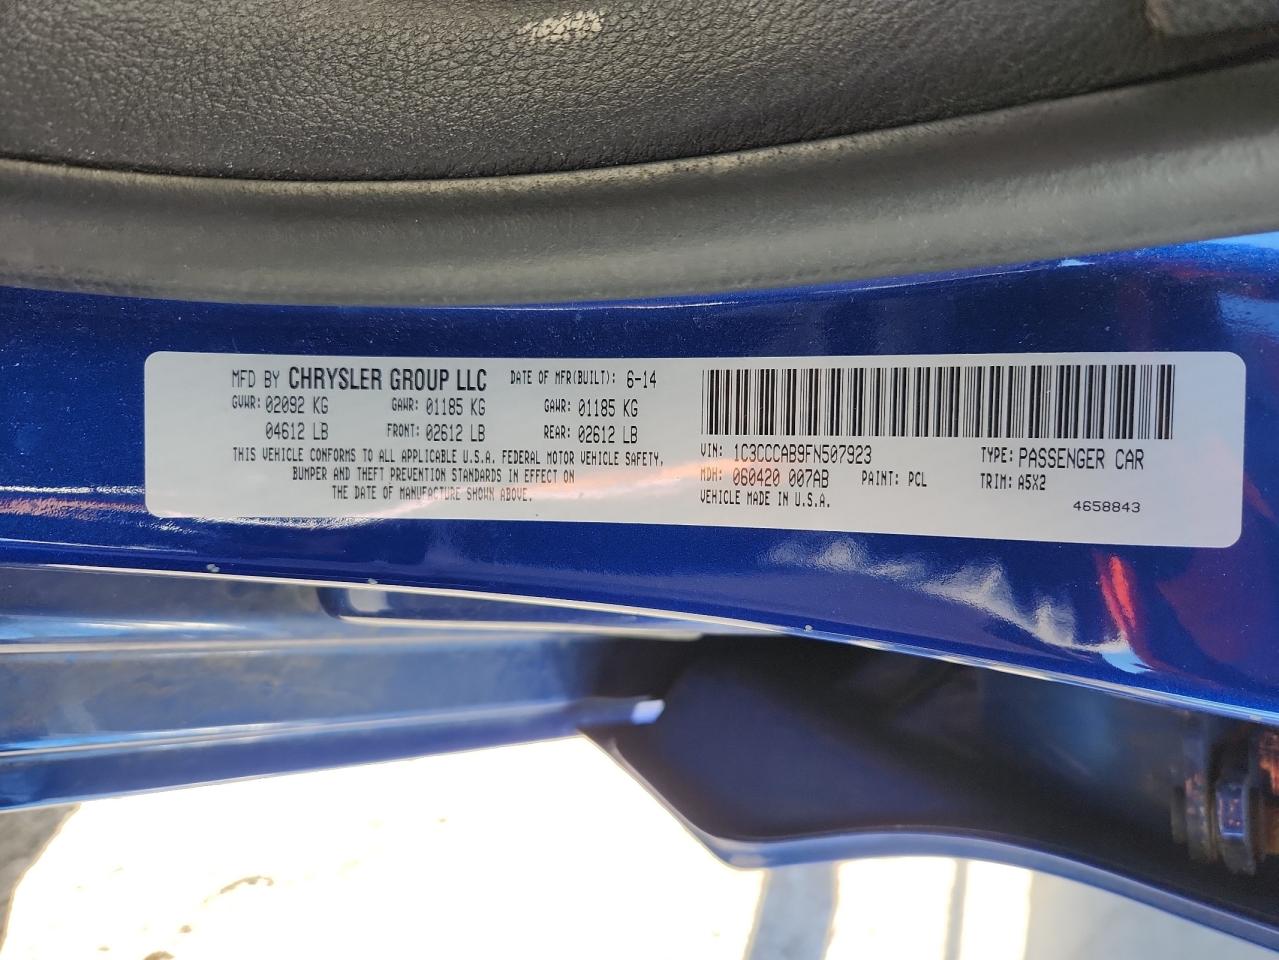 MFD BY CHRYSLER GROUP LLC DATE OF MFR(BUILT): 6-14
GVWR: 02092 KG GAWR: 01185 KG GAWR: 01185 KG
04612 LB FRONT: 02612 LB REAR: 02612 LB
THIS VEHICLE CONFORMS TO ALL APPLICABLE U.S.A. FEDERAL MOTOR VEHICLE SAFETY,
BUMPER AND THEFT PREVENTION STANDARDS IN EFFECT ON
THE DATE OF MANUFACTURE SHOWN ABOVE.
VIN: 1C3CCCAB9FN507923 TYPE: PASSENGER CAR
MDH: 060420 007AB PAINT: PCL TRIM: A5X2
VEHICLE MADE IN U.S.A.
4658843